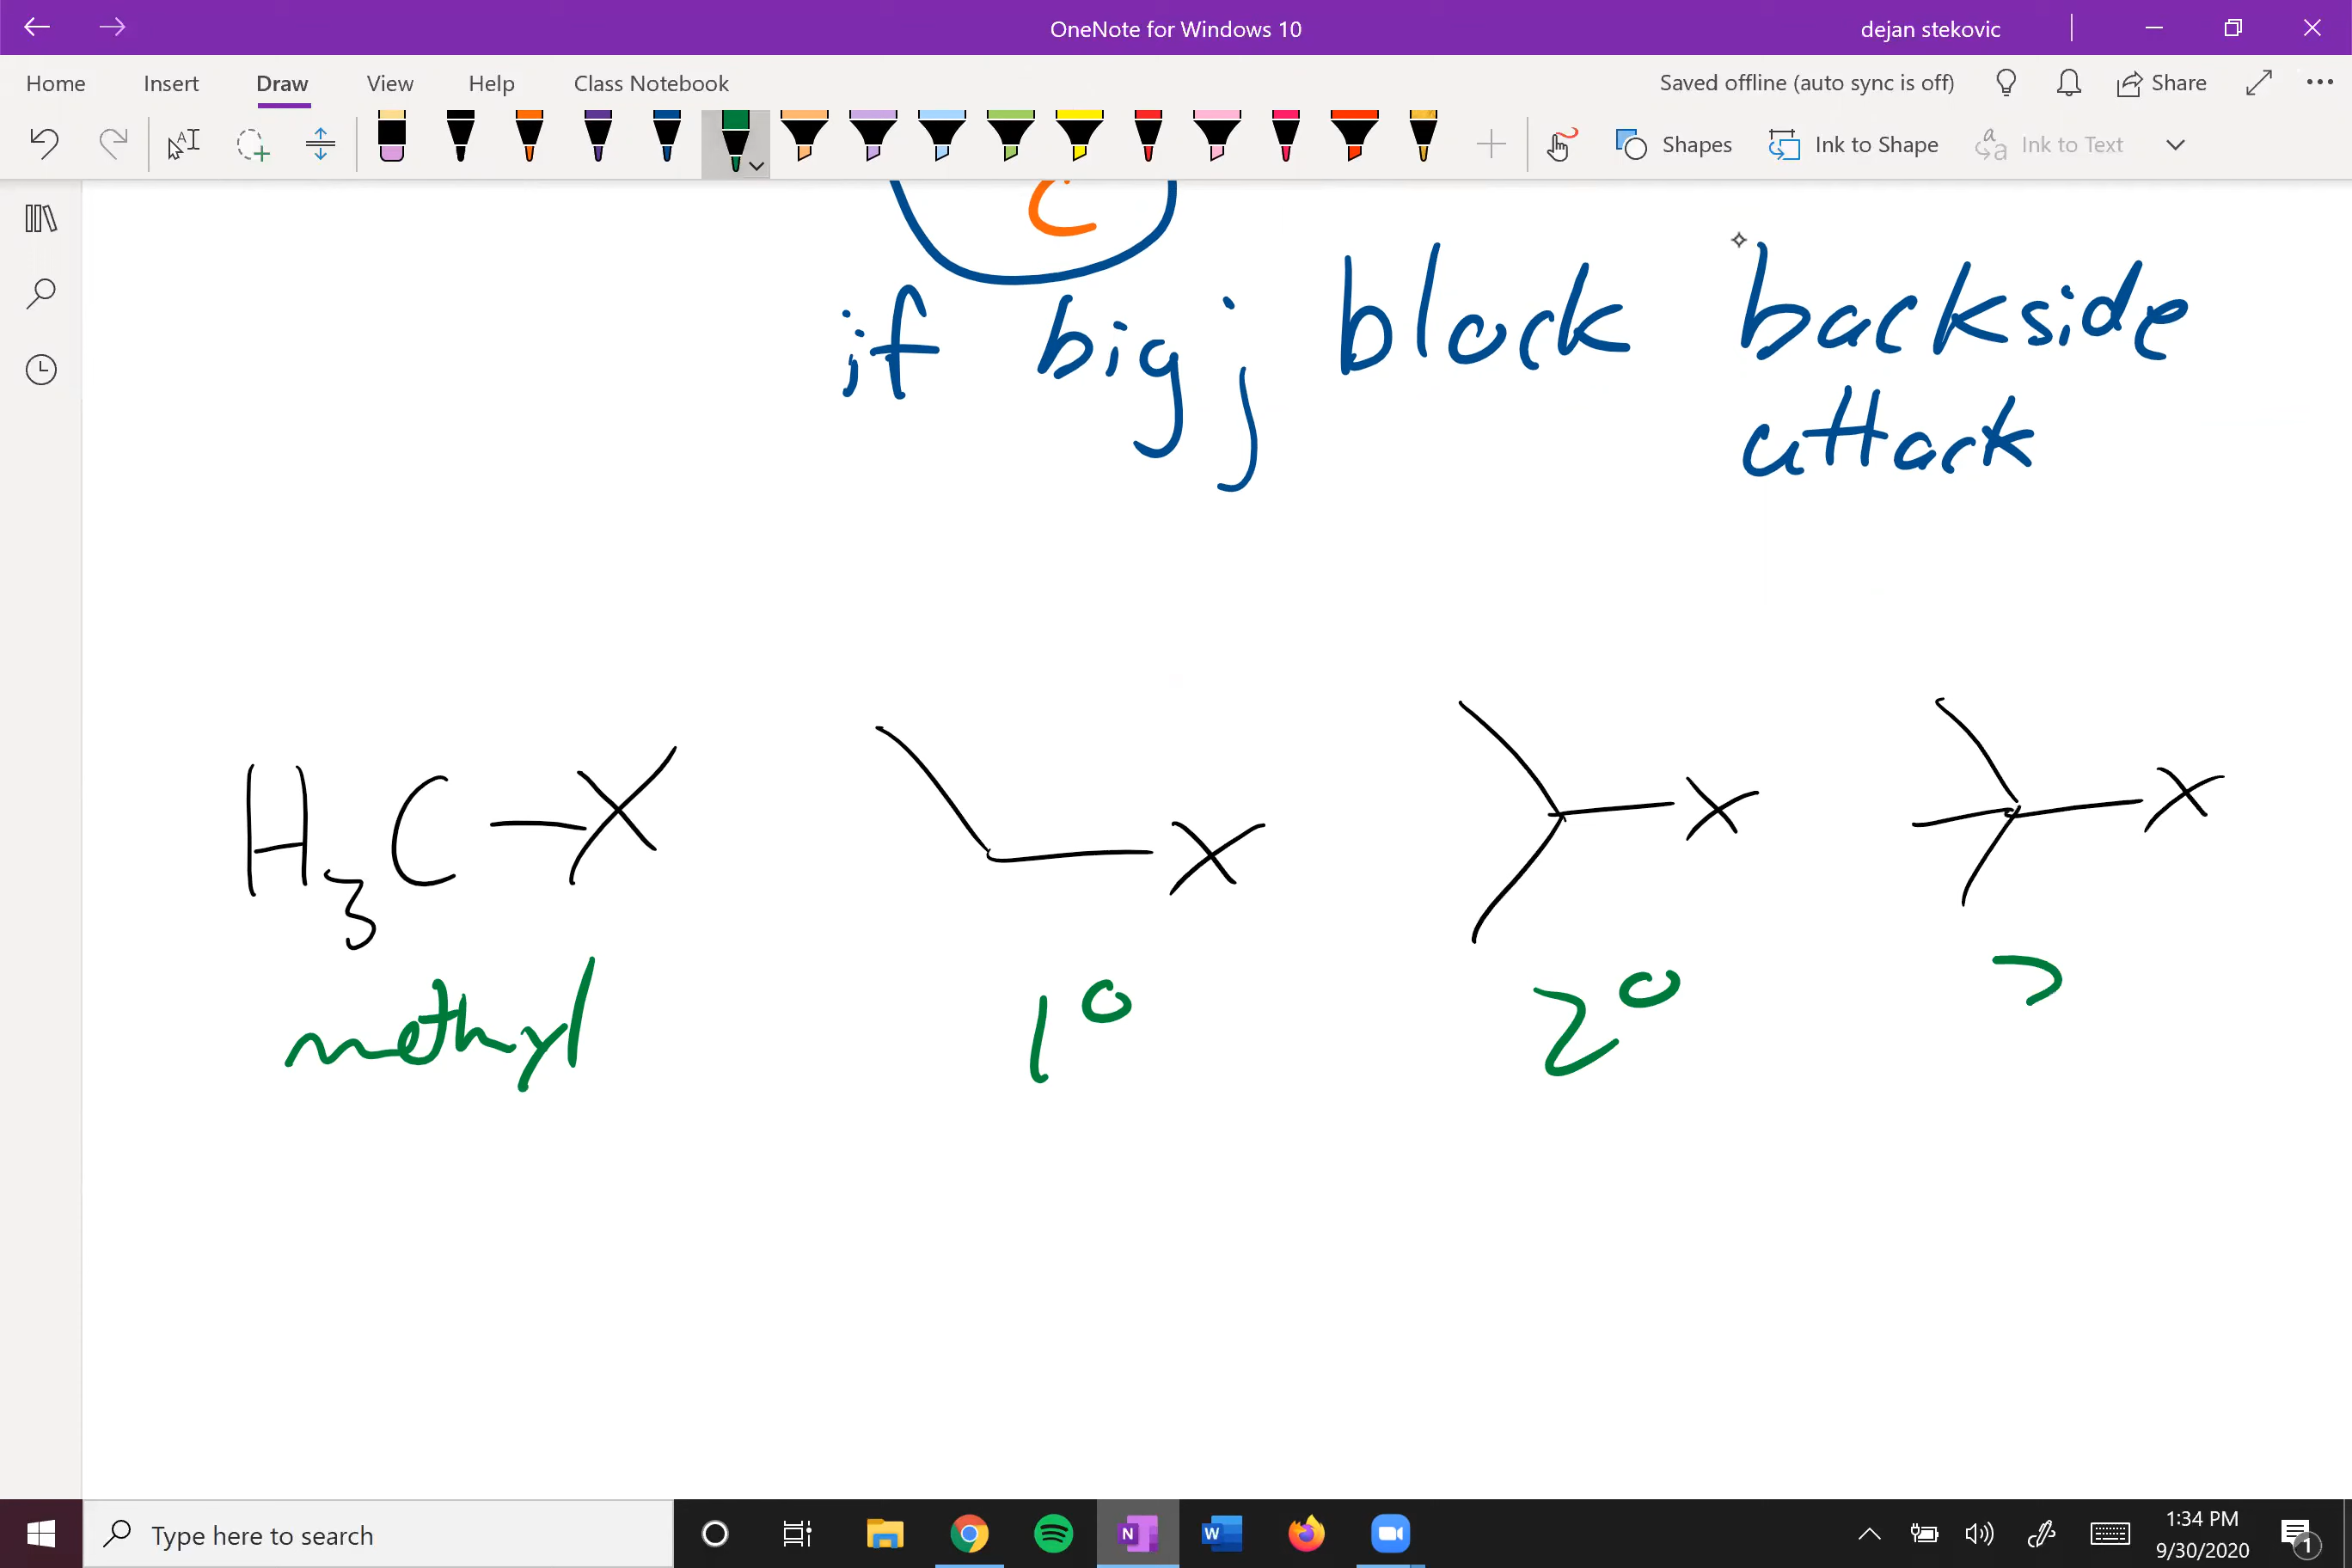 OneNote for Windows 10
dejan stekovic
Home Insert Draw View Help Class Notebook
Saved offline (auto sync is off) Share
Shapes Ink to Shape Ink to Text
C
if big, block backside
attack
H3C-X X X X
methyl 1° 2°
Type here to search
1:34 PM
9/30/2020
1